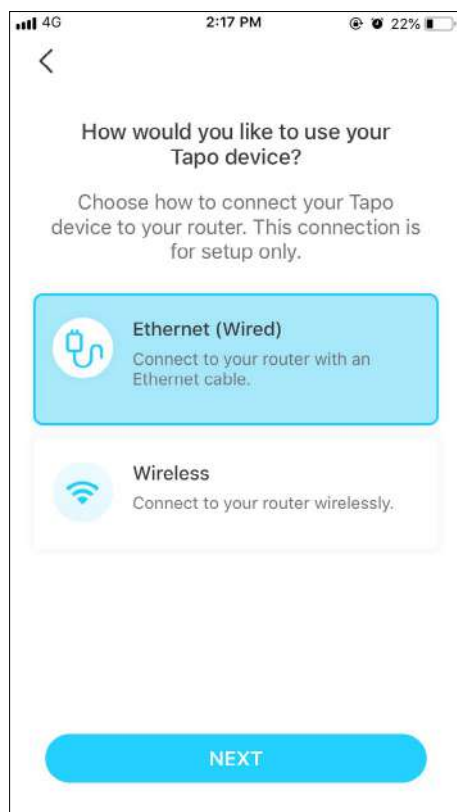 4G 2:17 PM 22%
How would you like to use your
Tapo device?
Choose how to connect your Tapo
device to your router. This connection is
for setup only.
Ethernet (Wired)
Connect to your router with an
Ethernet cable.
Wireless
Connect to your router wirelessly.
NEXT